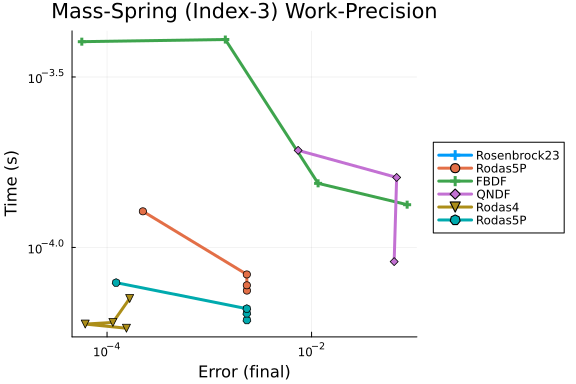 Mass-Spring (Index-3) Work-Precision
Time (s)
10^-3.5
10^-4.0
10^-4
10^-2
Error (final)
Rosenbrock23
Rodas5P
FBDF
QNDF
Rodas4
Rodas5P